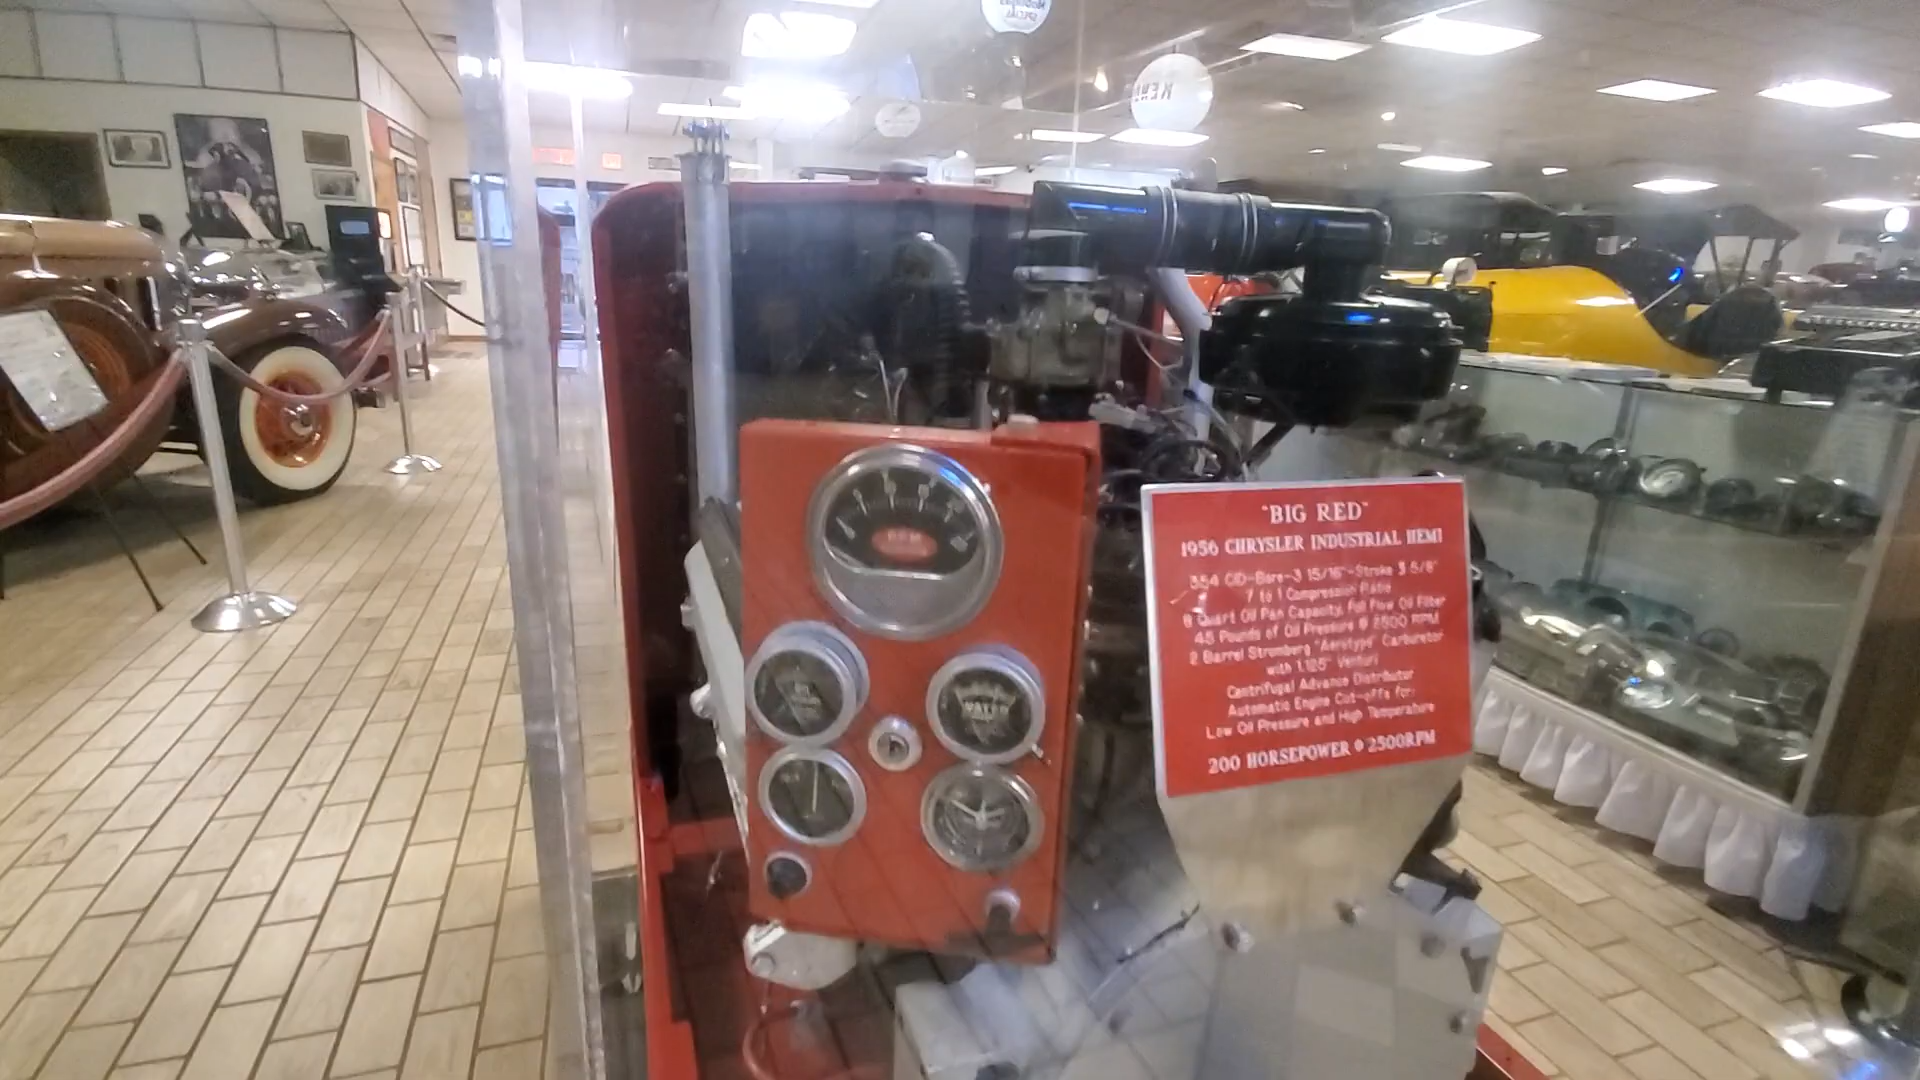 "BIG RED"
1956 CHRYSLER INDUSTRIAL HEMI
354 CID-Bore-3 15/16"-Stroke 3 5/8"
7 to 1 Compression Ratio
8 Quart Oil Pan Capacity, Full Flow Oil Filter
45 Pounds of Oil Pressure @ 2500 RPM
2 Barrel Stromberg "Aerotype" Carburetor
with 1.125" Venturi
Centrifugal Advance Distributor
Automatic Engine Cut-offs for:
Low Oil Pressure and High Temperature
200 HORSEPOWER @ 2500RPM
WATER
OIL